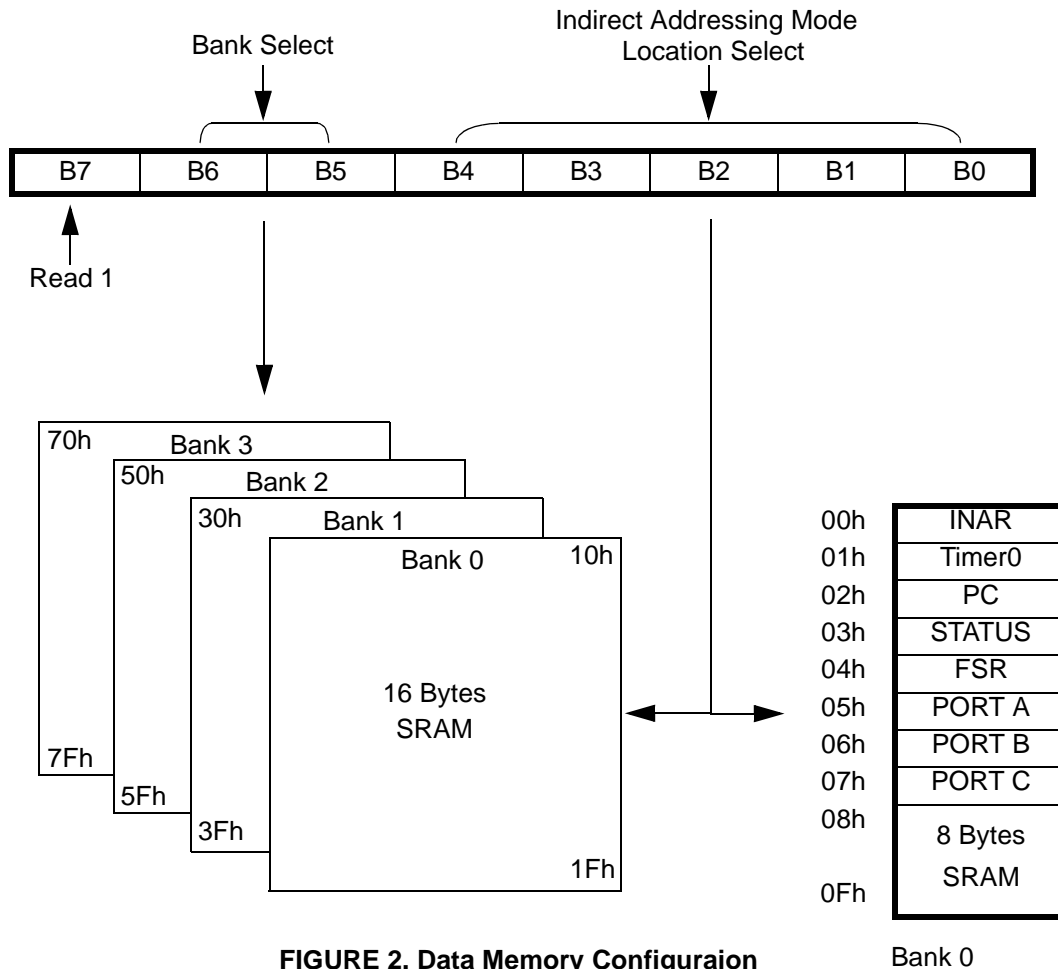 Indirect Addressing Mode
Location Select
Bank Select
B7 B6 B5 B4 B3 B2 B1 B0
Read 1
70h Bank 3
50h Bank 2
30h Bank 1
Bank 0 10h
16 Bytes
SRAM
7Fh
5Fh
3Fh
1Fh
00h INAR
01h Timer0
02h PC
03h STATUS
04h FSR
05h PORT A
06h PORT B
07h PORT C
08h
8 Bytes
SRAM
0Fh
Bank 0
FIGURE 2. Data Memory Configuraion